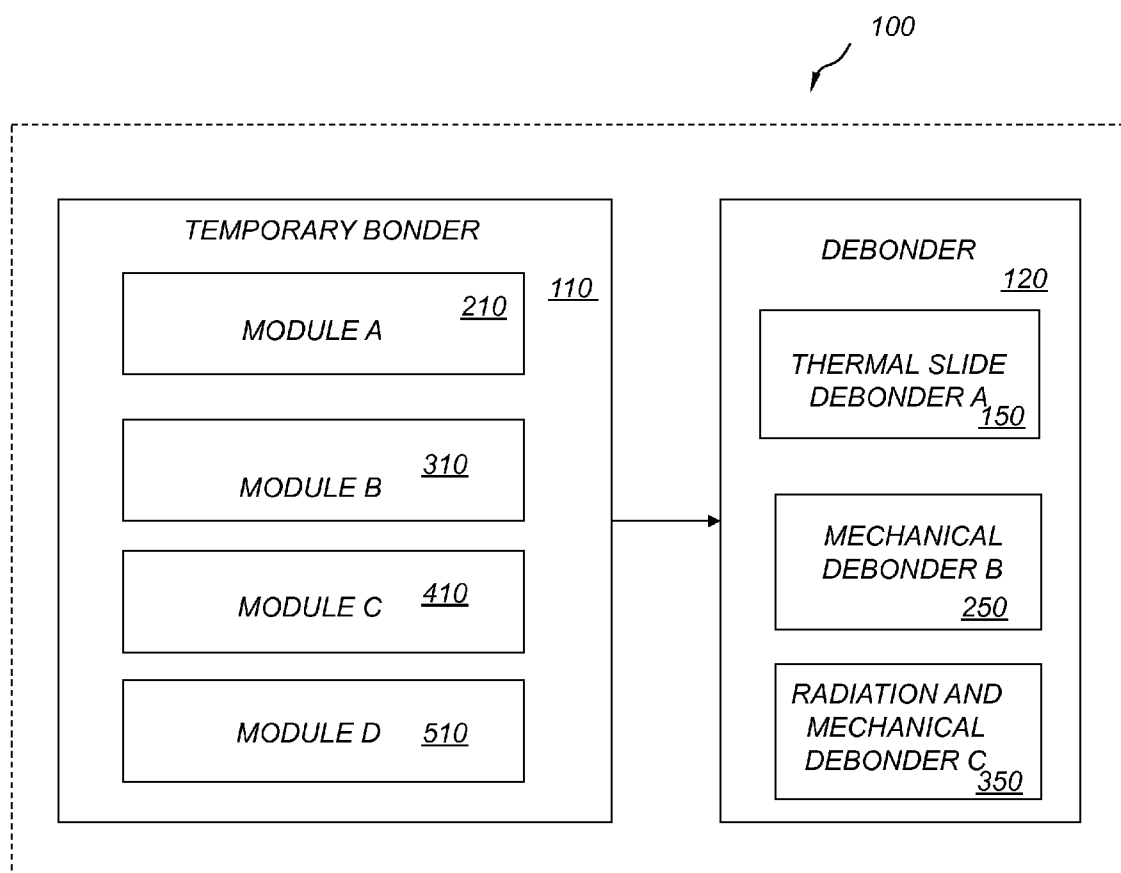 100
TEMPORARY BONDER
110
210
MODULE A
310
MODULE B
410
MODULE C
MODULE D 510
DEBONDER
120
THERMAL SLIDE
DEBONDER A
150
MECHANICAL
DEBONDER B
250
RADIATION AND
MECHANICAL
DEBONDER C
350